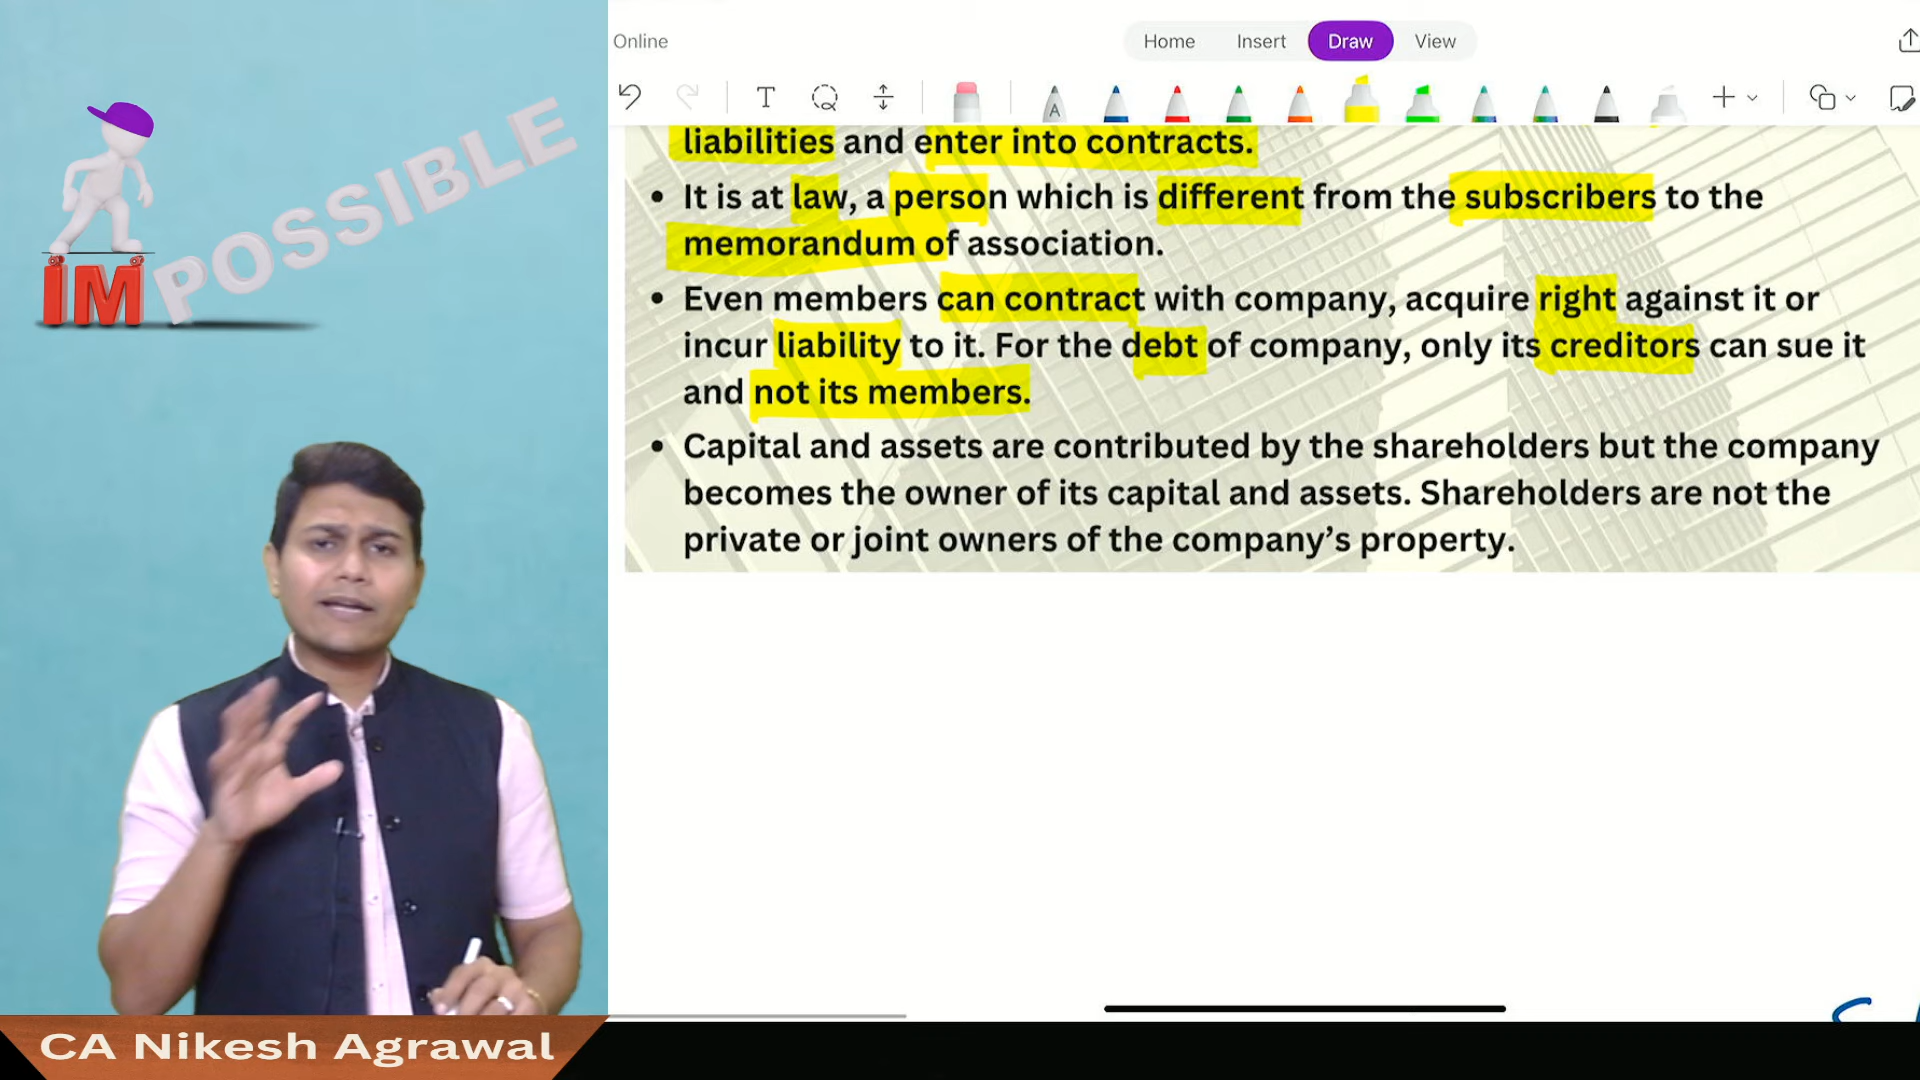 IMPOSSIBLE
Online
Home Insert Draw View
T
A
liabilities and enter into contracts.
• It is at law, a person which is different from the subscribers to the
memorandum of association.
• Even members can contract with company, acquire right against it or
incur liability to it. For the debt of company, only its creditors can sue it
and not its members.
• Capital and assets are contributed by the shareholders but the company
becomes the owner of its capital and assets. Shareholders are not the
private or joint owners of the company's property.
CA Nikesh Agrawal